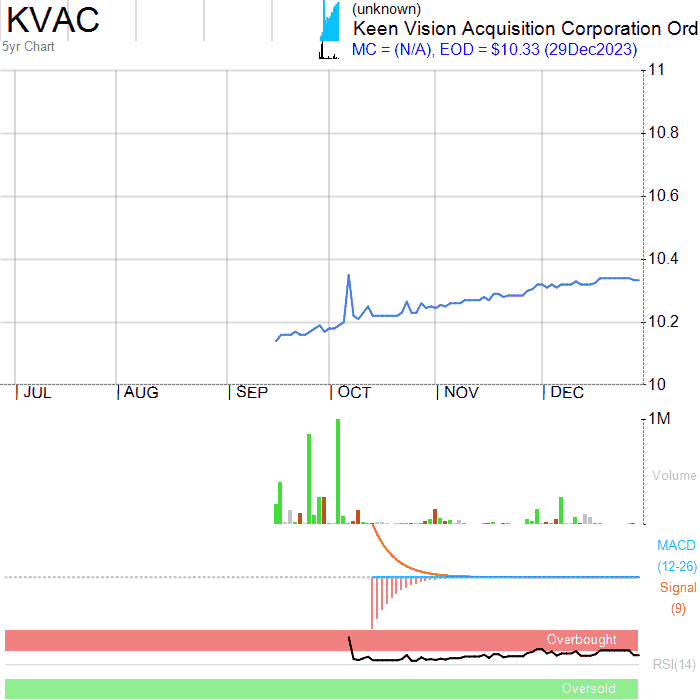 KVAC
5yr Chart
(unknown)
Keen Vision Acquisition Corporation Ord
MC = (N/A), EOD = $10.33 (29Dec2023)
11
10.8
10.6
10.4
10.2
10
JUL AUG SEP OCT NOV DEC
1M
Volume
MACD
(12-26)
Signal
(9)
Overbought
RSI(14)
Oversold